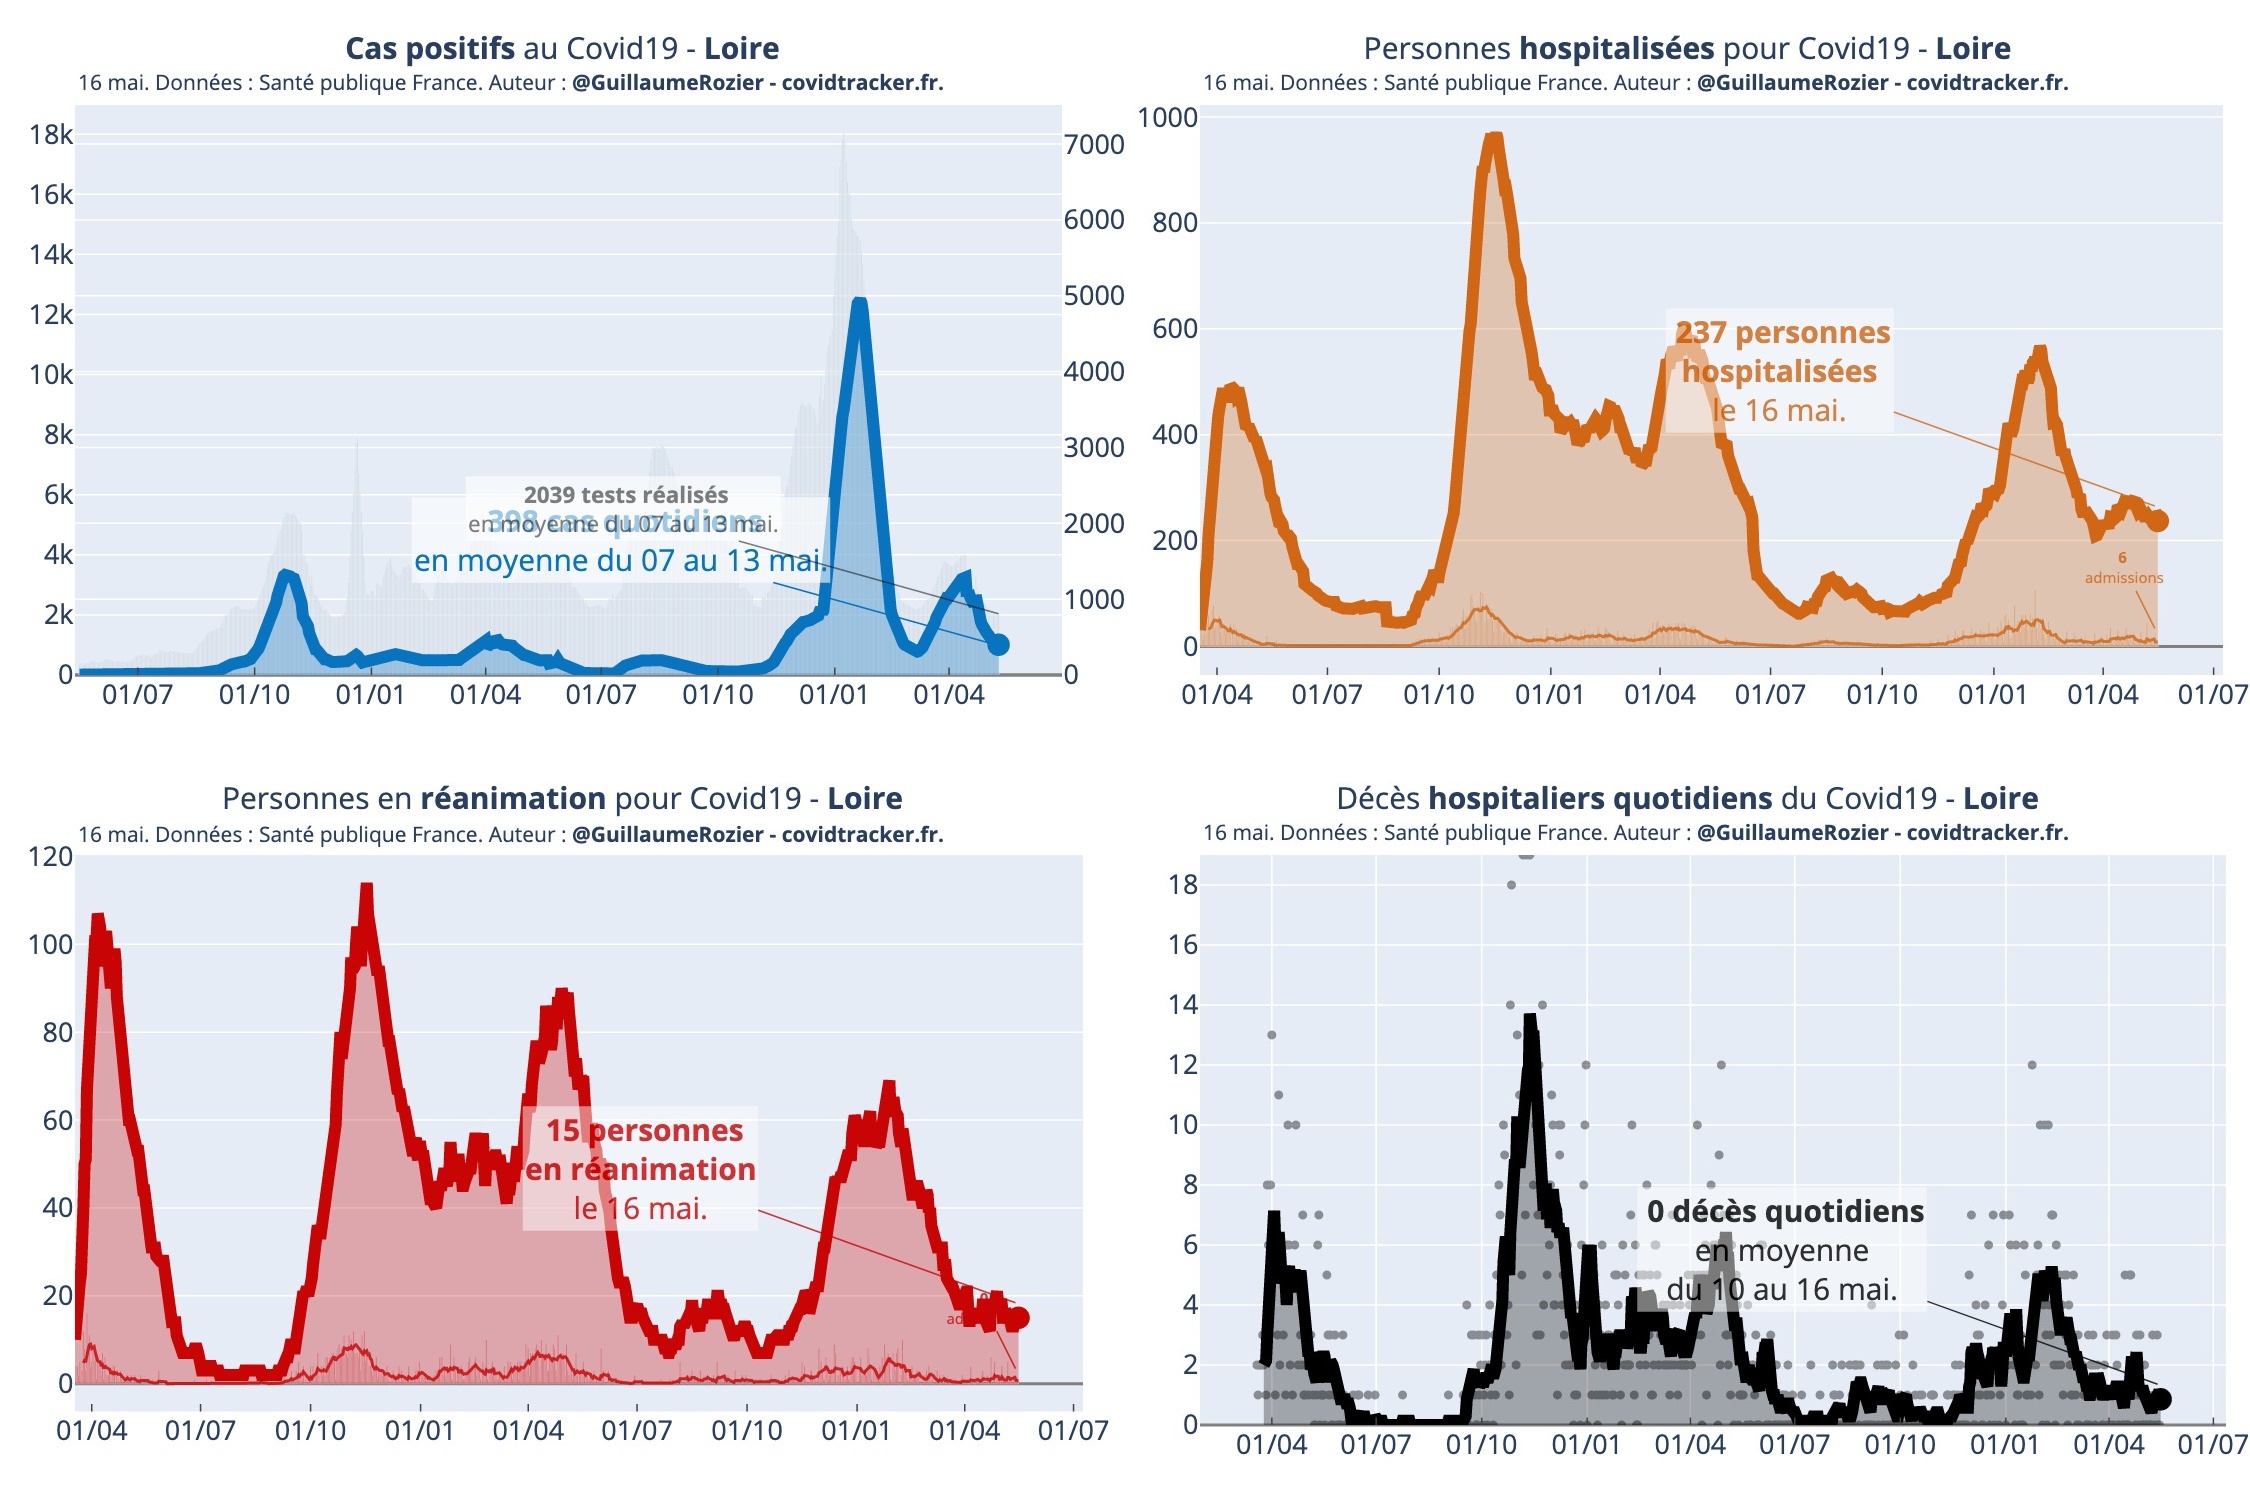 Cas positifs au Covid19 - Loire
16 mai. Données : Santé publique France. Auteur : @GuillaumeRozier - covidtracker.fr.
18k
16k
14k
12k
10k
8k
6k
4k
2k
0
7000
6000
5000
4000
3000
2000
1000
0
2039 tests réalisés
en moyenne du 07 au 13 mai.
398 cas quotidiens
en moyenne du 07 au 13 mai.
01/07 01/10 01/01 01/04 01/07 01/10 01/01 01/04
Personnes hospitalisées pour Covid19 - Loire
16 mai. Données : Santé publique France. Auteur : @GuillaumeRozier - covidtracker.fr.
1000
800
600
400
200
0
237 personnes
hospitalisées
le 16 mai.
6
admissions
01/04 01/07 01/10 01/01 01/04 01/07 01/10 01/01 01/04 01/07
Personnes en réanimation pour Covid19 - Loire
16 mai. Données : Santé publique France. Auteur : @GuillaumeRozier - covidtracker.fr.
120
100
80
60
40
20
0
15 personnes
en réanimation
le 16 mai.
01/04 01/07 01/10 01/01 01/04 01/07 01/10 01/01 01/04 01/07
Décès hospitaliers quotidiens du Covid19 - Loire
16 mai. Données : Santé publique France. Auteur : @GuillaumeRozier - covidtracker.fr.
18
16
14
12
10
8
6
4
2
0
0 décès quotidiens
en moyenne
du 10 au 16 mai.
01/04 01/07 01/10 01/01 01/04 01/07 01/10 01/01 01/04 01/07